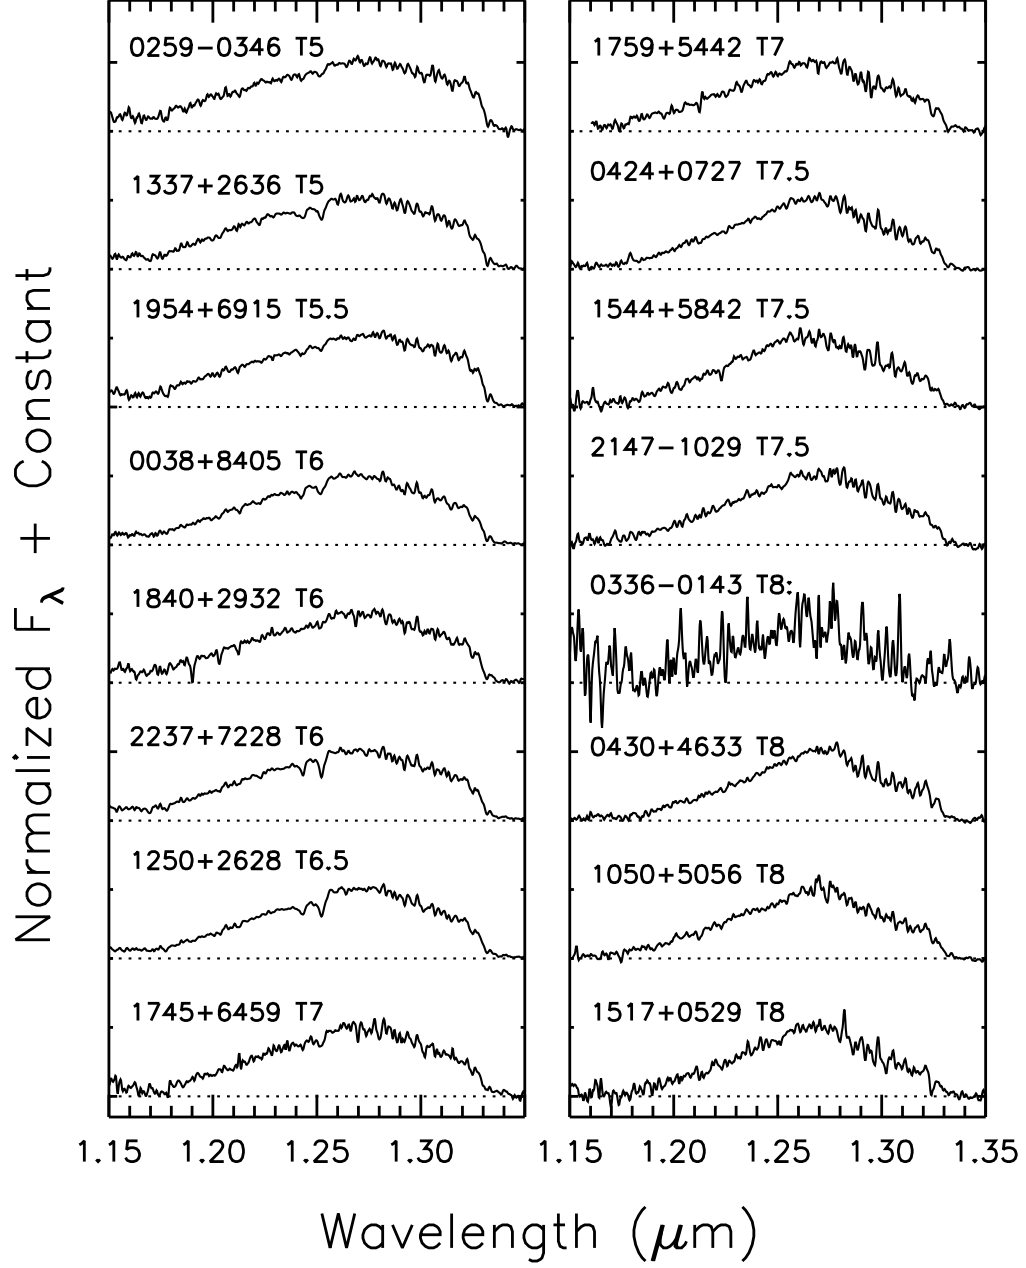 Normalized Fλ + Constant
0259−0346 T5
1337+2636 T5
1954+6915 T5.5
0038+8405 T6
1840+2932 T6
2237+7228 T6
1250+2628 T6.5
1745+6459 T7
1759+5442 T7
0424+0727 T7.5
1544+5842 T7.5
2147−1029 T7.5
0336−0143 T8:
0430+4633 T8
1050+5056 T8
1517+0529 T8
1.15 1.20 1.25 1.30 1.15 1.20 1.25 1.30 1.35
Wavelength (μm)